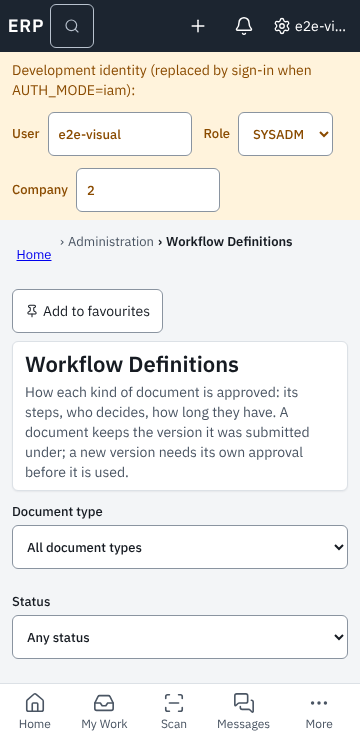 ERP
e2e-vi...
Development identity (replaced by sign-in when
AUTH_MODE=iam):
User e2e-visual Role SYSADM
Company 2
Home › Administration › Workflow Definitions
Add to favourites
Workflow Definitions
How each kind of document is approved: its
steps, who decides, how long they have. A
document keeps the version it was submitted
under; a new version needs its own approval
before it is used.
Document type
All document types
Status
Any status
Home My Work Scan Messages More